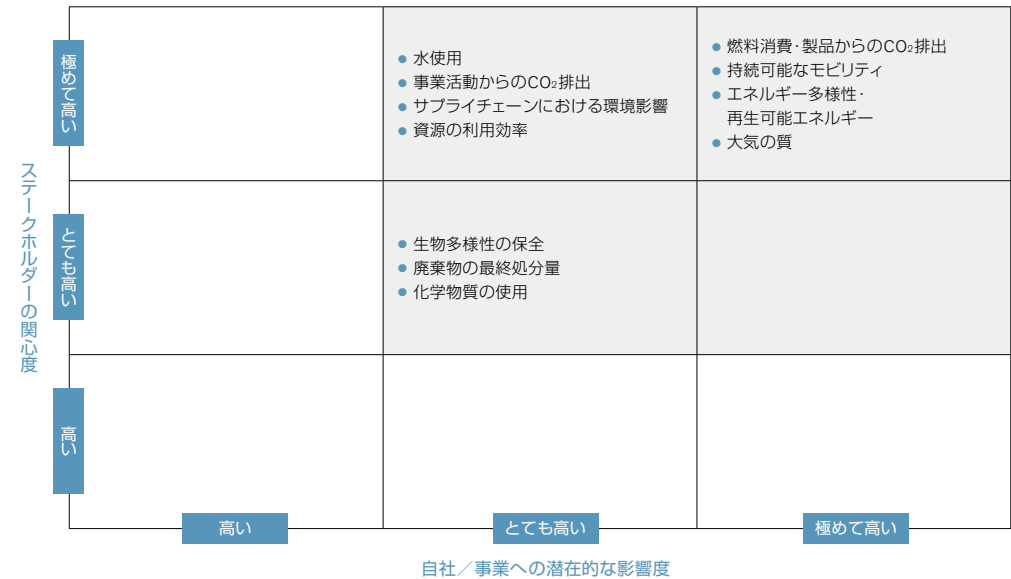 ステークホルダーの関心度
極めて高い
水使用
事業活動からのCO₂排出
サプライチェーンにおける環境影響
資源の利用効率
燃料消費・製品からのCO₂排出
持続可能なモビリティ
エネルギー多様性・
再生可能エネルギー
大気の質
とても高い
生物多様性の保全
廃棄物の最終処分量
化学物質の使用
高い
高い
とても高い
極めて高い
自社／事業への潜在的な影響度